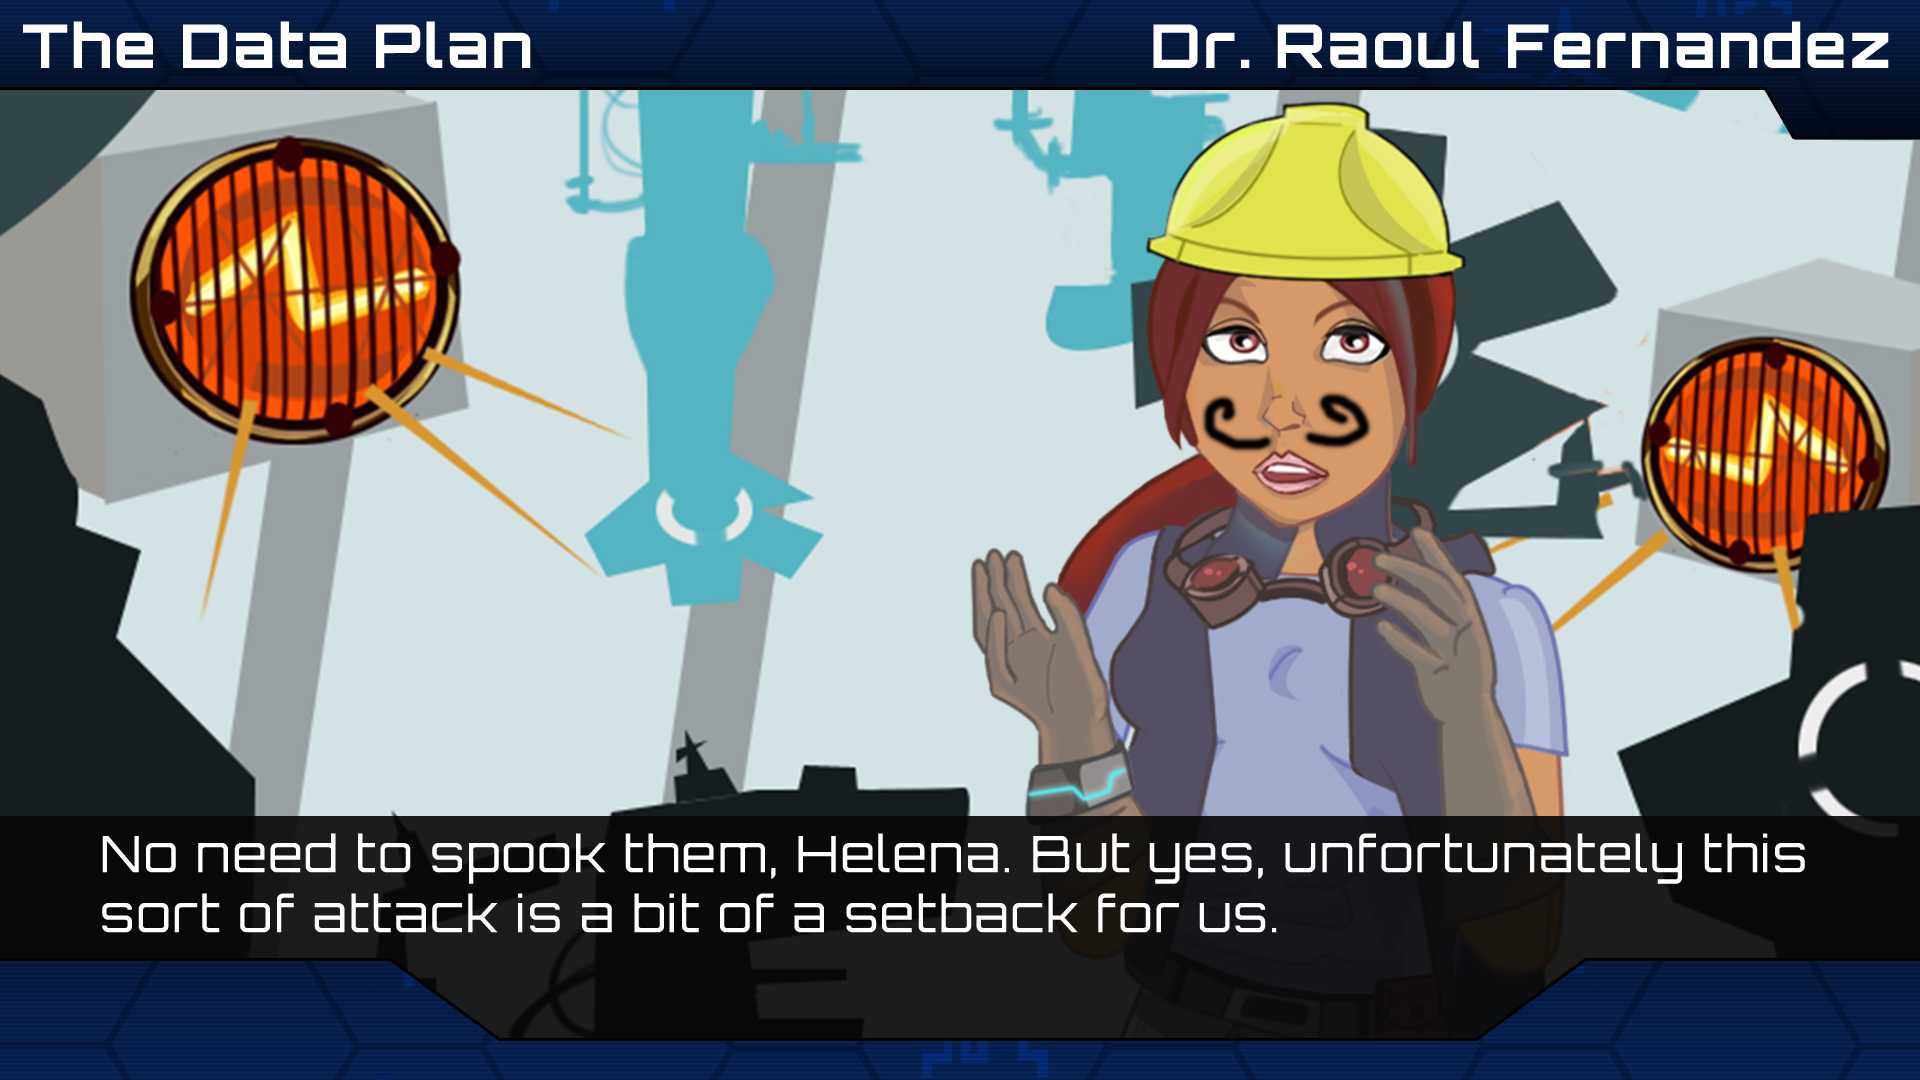 The Data Plan
Dr. Raoul Fernandez
No need to spook them, Helena. But yes, unfortunately this
sort of attack is a bit of a setback for us.